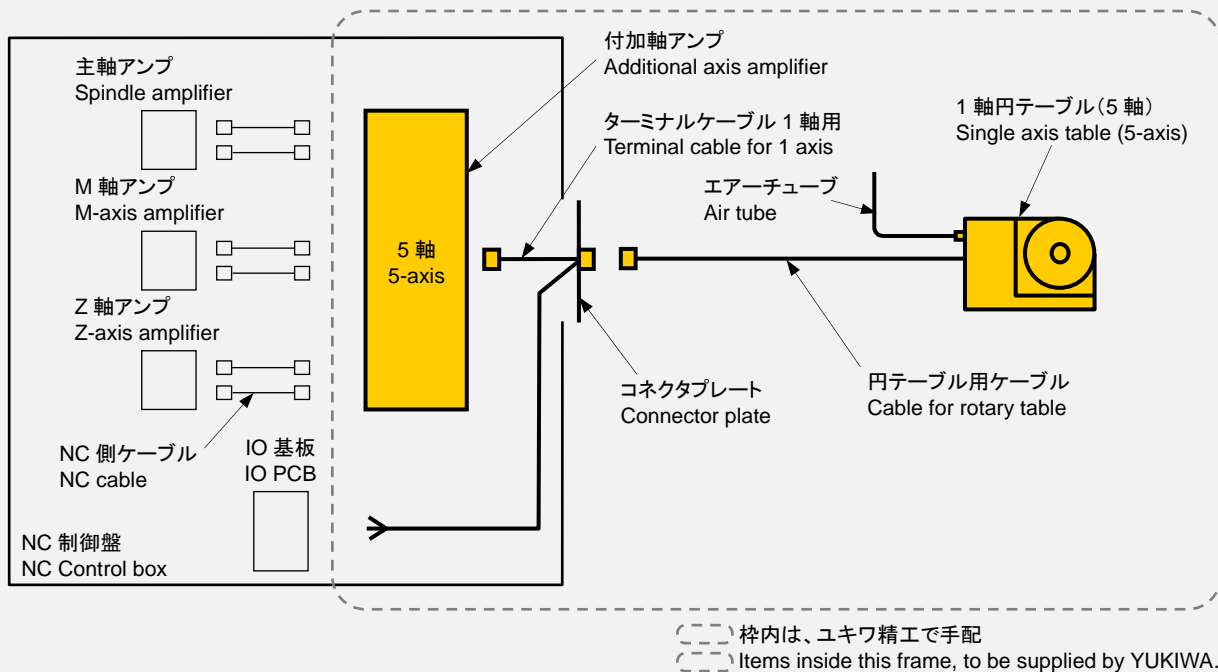 主軸アンプ
Spindle amplifier
M 軸アンプ
M-axis amplifier
Z 軸アンプ
Z-axis amplifier
NC 側ケーブル
NC cable
IO 基板
IO PCB
NC 制御盤
NC Control box
5 軸
5-axis
付加軸アンプ
Additional axis amplifier
ターミナルケーブル 1 軸用
Terminal cable for 1 axis
エアーチューブ
Air tube
1 軸円テーブル(5 軸)
Single axis table (5-axis)
コネクタプレート
Connector plate
円テーブル用ケーブル
Cable for rotary table
枠内は、ユキワ精工で手配
Items inside this frame, to be supplied by YUKIWA.